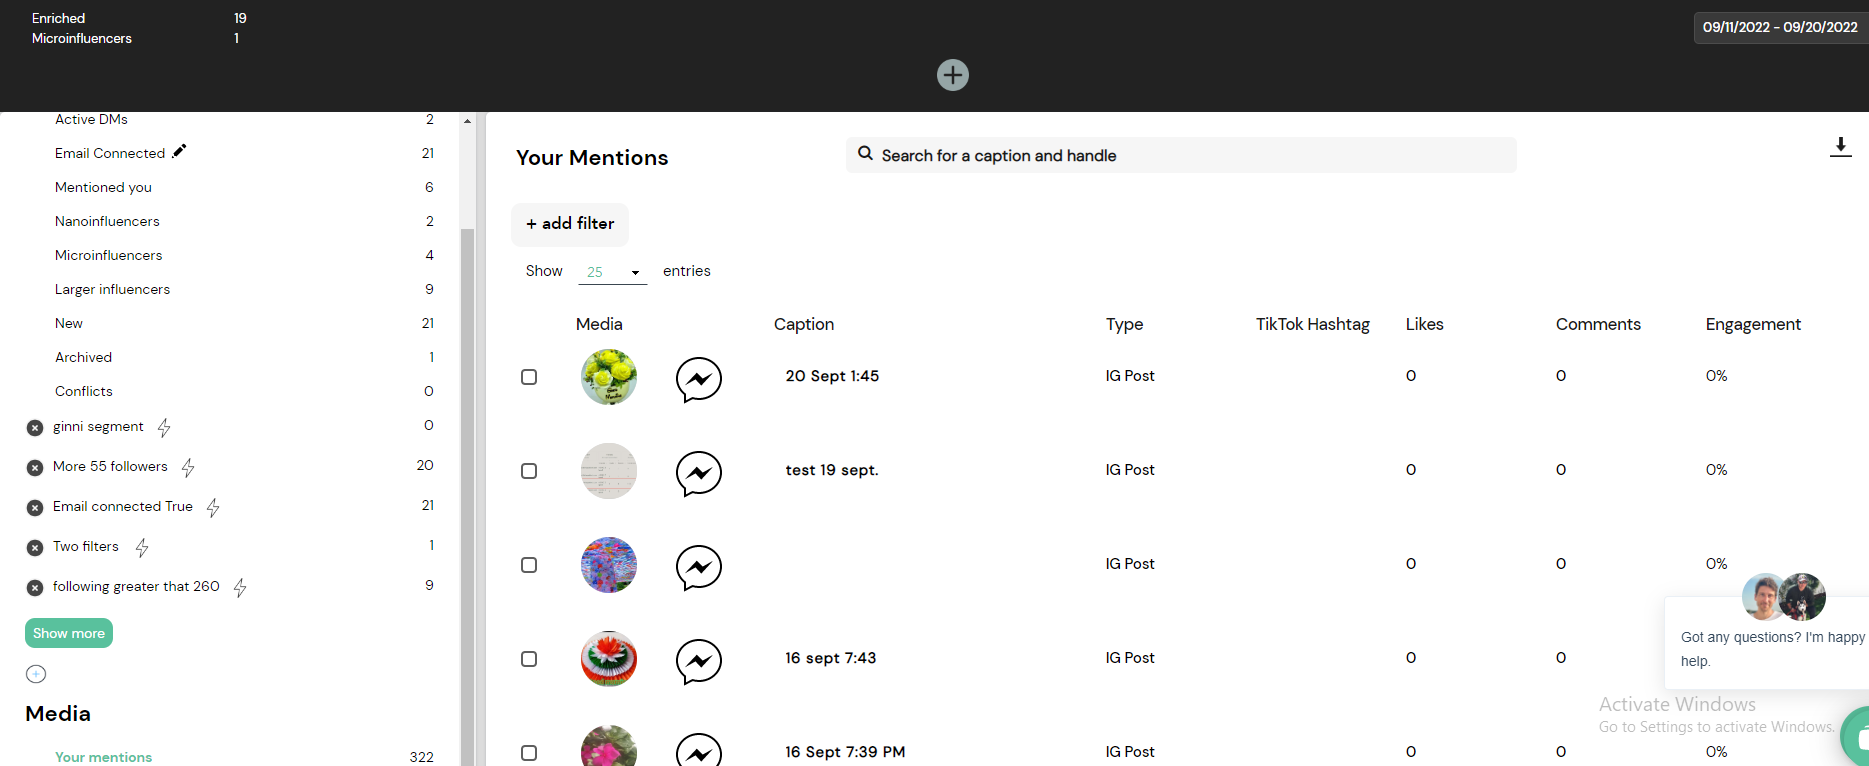 Enriched 19
Microinfluencers 1
09/11/2022 - 09/20/2022
Active DMs 2
Email Connected 21
Mentioned you 6
Nanoinfluencers 2
Microinfluencers 4
Larger influencers 9
New 21
Archived 1
Conflicts 0
ginni segment 0
More 55 followers 20
Email connected True 21
Two filters 1
following greater that 260 9
Show more
Media
Your mentions 322
Your Mentions
Search for a caption and handle
+ add filter
Show 25 entries
Media Caption Type TikTok Hashtag Likes Comments Engagement
20 Sept 1:45 IG Post 0 0 0%
test 19 sept. IG Post 0 0 0%
IG Post 0 0 0%
16 sept 7:43 IG Post 0 0
16 Sept 7:39 PM IG Post 0 0 0%
Got any questions? I'm happy
help.
Activate Windows
Go to Settings to activate Windows.